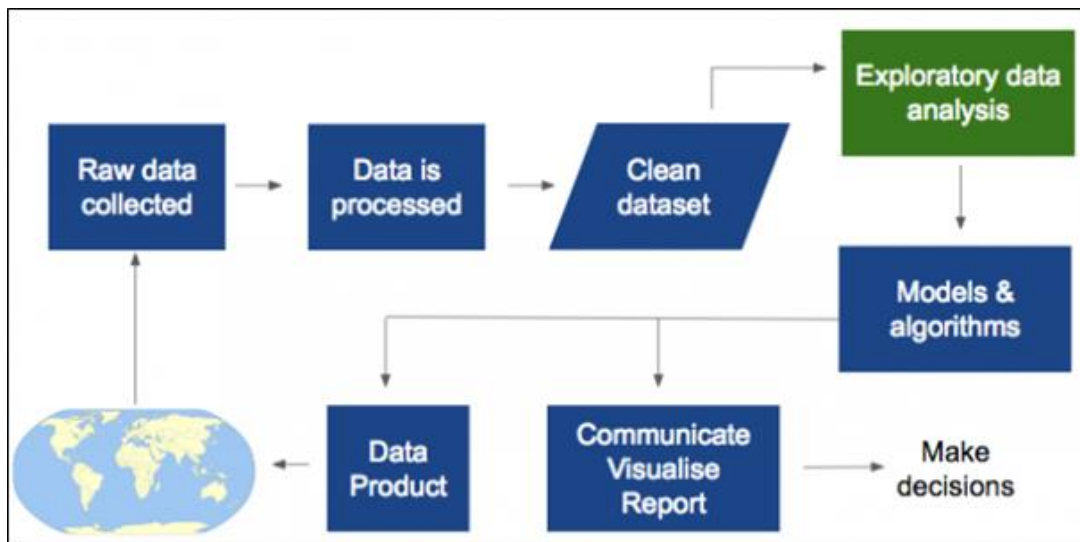 Raw data
collected
Data is
processed
Clean
dataset
Exploratory data
analysis
Models &
algorithms
Data
Product
Communicate
Visualise
Report
Make
decisions